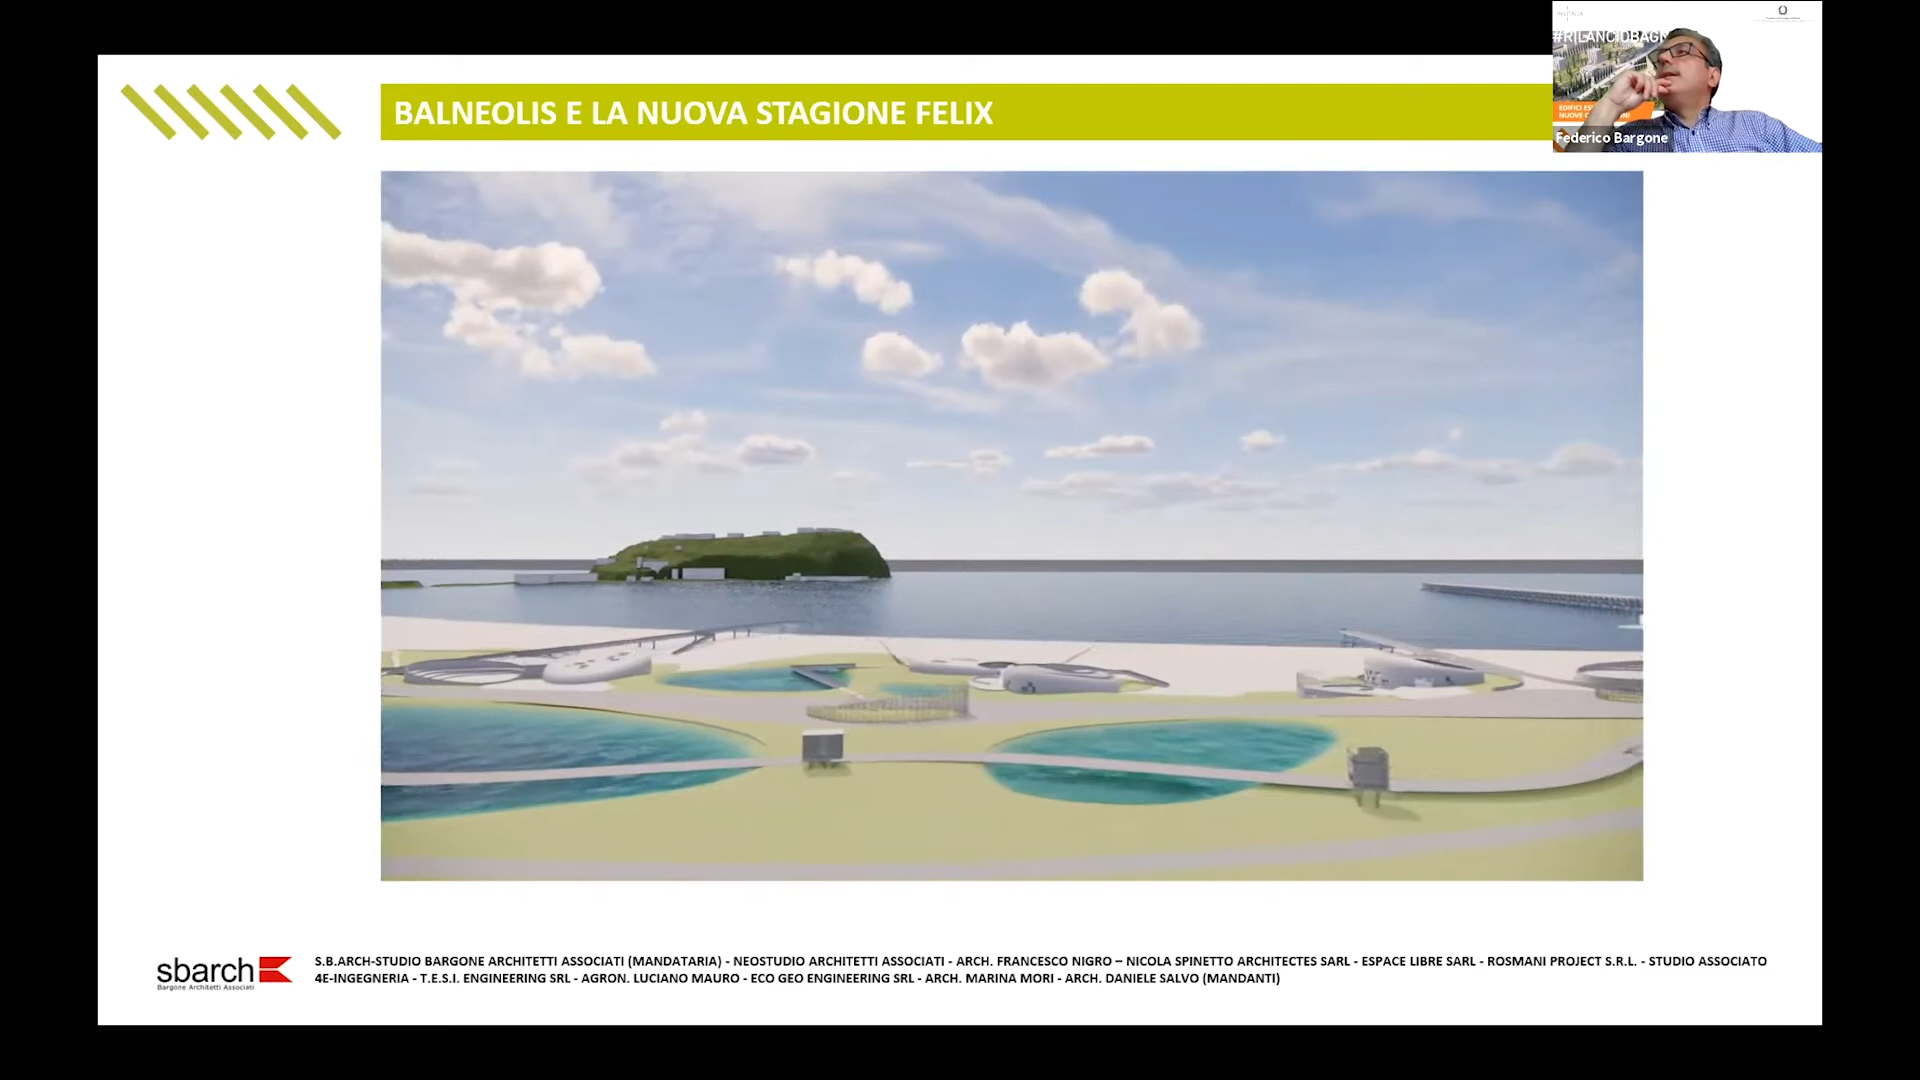 BALNEOLIS E LA NUOVA STAGIONE FELIX
#RILANCIOBAGN
Federico Bargone
sbarch
Bargone Architetti Associati
S.B.ARCH-STUDIO BARGONE ARCHITETTI ASSOCIATI (MANDATARIA) - NEOSTUDIO ARCHITETTI ASSOCIATI - ARCH. FRANCESCO NIGRO – NICOLA SPINETTO ARCHITECTES SARL - ESPACE LIBRE SARL - ROSMANI PROJECT S.R.L. - STUDIO ASSOCIATO
4E-INGEGNERIA - T.E.S.I. ENGINEERING SRL - AGRON. LUCIANO MAURO - ECO GEO ENGINEERING SRL - ARCH. MARINA MORI - ARCH. DANIELE SALVO (MANDANTI)